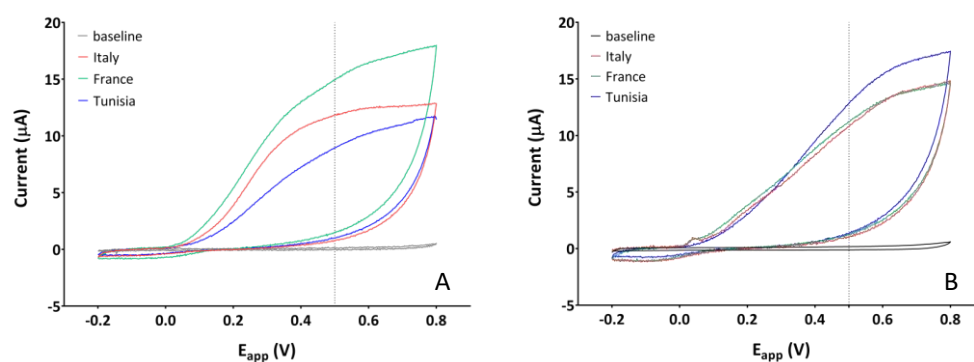 20
15
10
5
0
-5
Current (μA)
baseline
Italy
France
Tunisia
A
-0.2 0.0 0.2 0.4 0.6 0.8
Eapp (V)
20
15
10
5
0
-5
Current (μA)
baseline
Italy
France
Tunisia
B
-0.2 0.0 0.2 0.4 0.6 0.8
Eapp (V)